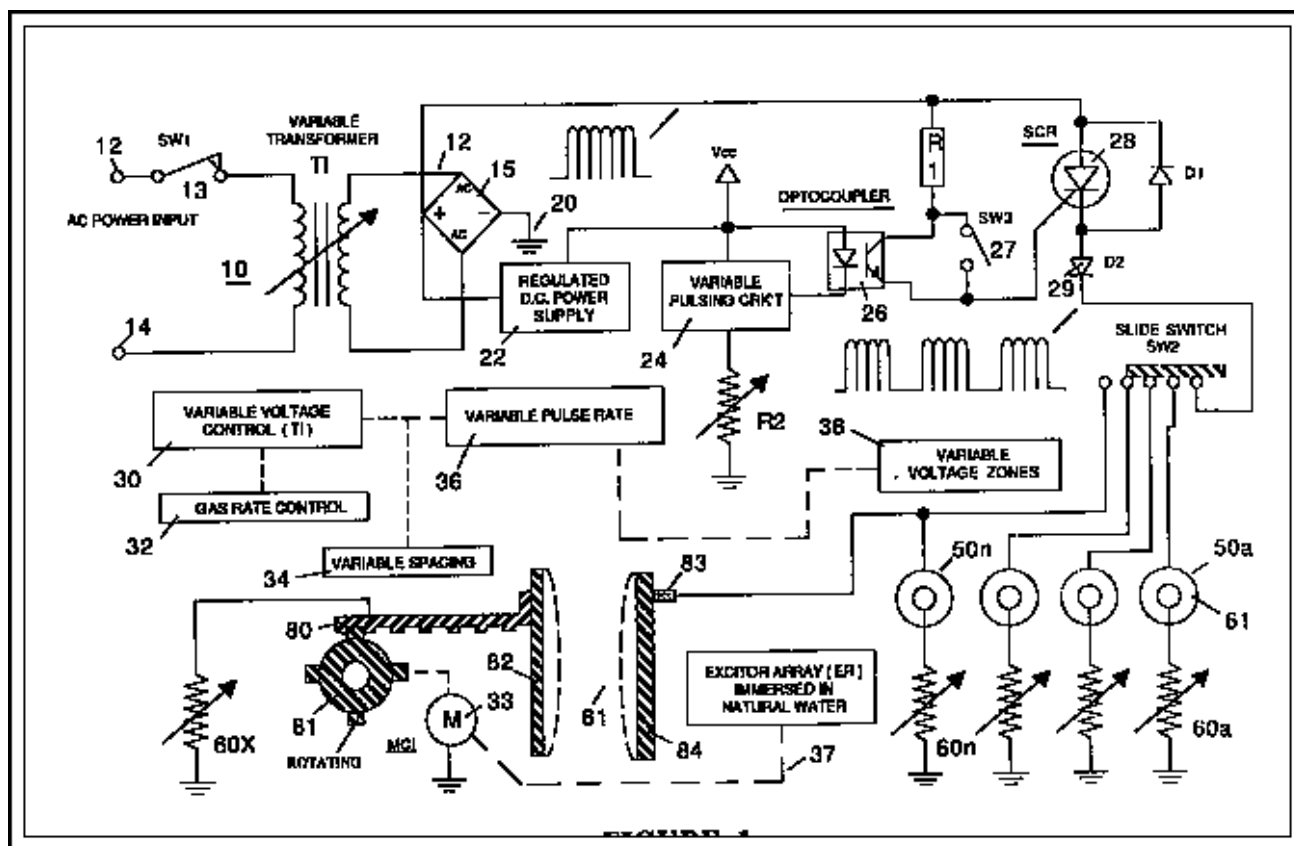 VARIABLE
TRANSFORMER
T1
SW1
12
13
12
15
AC
+
-
AC
20
AC POWER INPUT
10
14
Vcc
OPTOCOUPLER
R
1
SCR
28
D1
SW3
27
D2
29
REGULATED
D.C. POWER
SUPPLY
22
VARIABLE
PULSING CRKT
24
26
SLIDE SWITCH
SW2
R2
VARIABLE VOLTAGE
CONTROL (TI)
30
VARIABLE PULSE RATE
36
38
VARIABLE
VOLTAGE ZONES
GAS RATE CONTROL
32
VARIABLE SPACING
34
83
50n
50a
61
80
82
61
84
EXCITOR ARRAY (ER)
IMMERSED IN
NATURAL WATER
37
60X
81
ROTATING
MCI
M
33
60n
60a